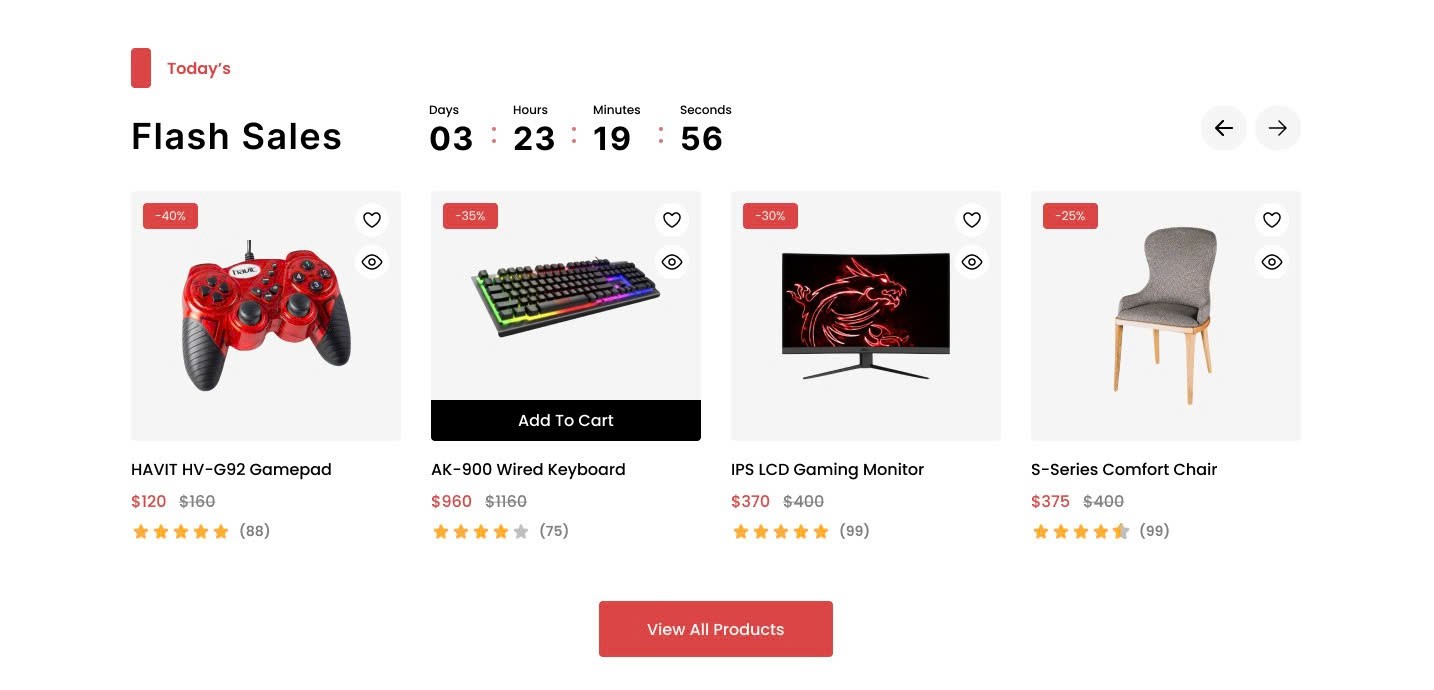 Today's
Days Hours Minutes Seconds
Flash Sales 03 : 23 : 19 : 56
-40%
havit
-35%
-30%
-25%
Add To Cart
HAVIT HV-G92 Gamepad
$120 $160
(88)
AK-900 Wired Keyboard
$960 $1160
(75)
IPS LCD Gaming Monitor
$370 $400
(99)
S-Series Comfort Chair
$375 $400
(99)
View All Products